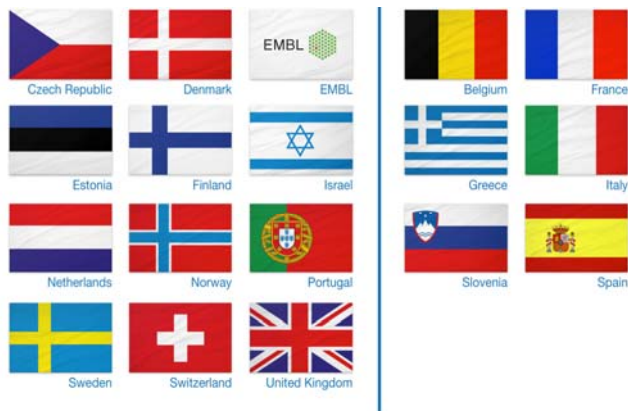 EMBL
Czech Republic Denmark EMBL
Estonia Finland Israel
Netherlands Norway Portugal
Sweden Switzerland United Kingdom
Belgium France
Greece Italy
Slovenia Spain